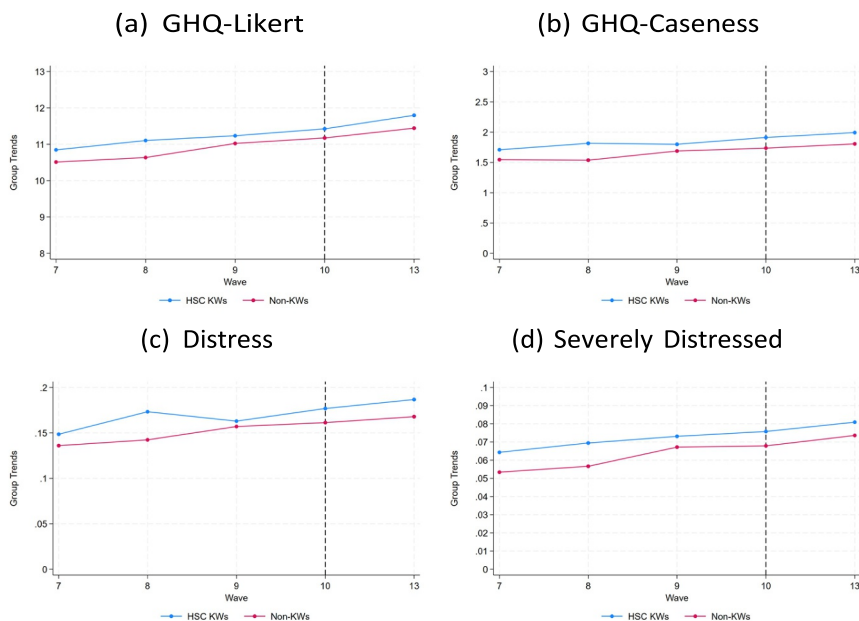 (a) GHQ-Likert
13
12
11
10
9
8
Group Trends
7 8 9 10 13
Wave
HSC KWs Non-KWs
(b) GHQ-Caseness
3
2.5
2
1.5
1
.5
0
Group Trends
7 8 9 10 13
Wave
HSC KWs Non-KWs
(c) Distress
.2
.15
.1
.05
0
Group Trends
7 8 9 10 13
Wave
HSC KWs Non-KWs
(d) Severely Distressed
.1
.09
.08
.07
.06
.05
.04
.03
.02
.01
0
Group Trends
7 8 9 10 13
Wave
HSC KWs Non-KWs